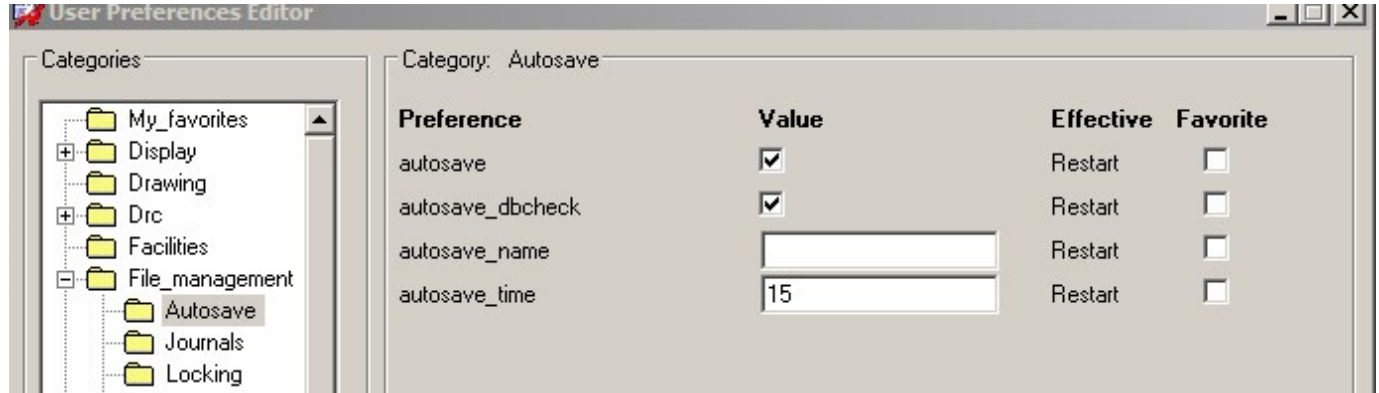 User Preferences Editor
Categories
My_favorites
Display
Drawing
Drc
Facilities
File_management
Autosave
Journals
Locking
Category: Autosave
Preference Value Effective Favorite
autosave Restart
autosave_dbcheck Restart
autosave_name Restart
autosave_time 15 Restart